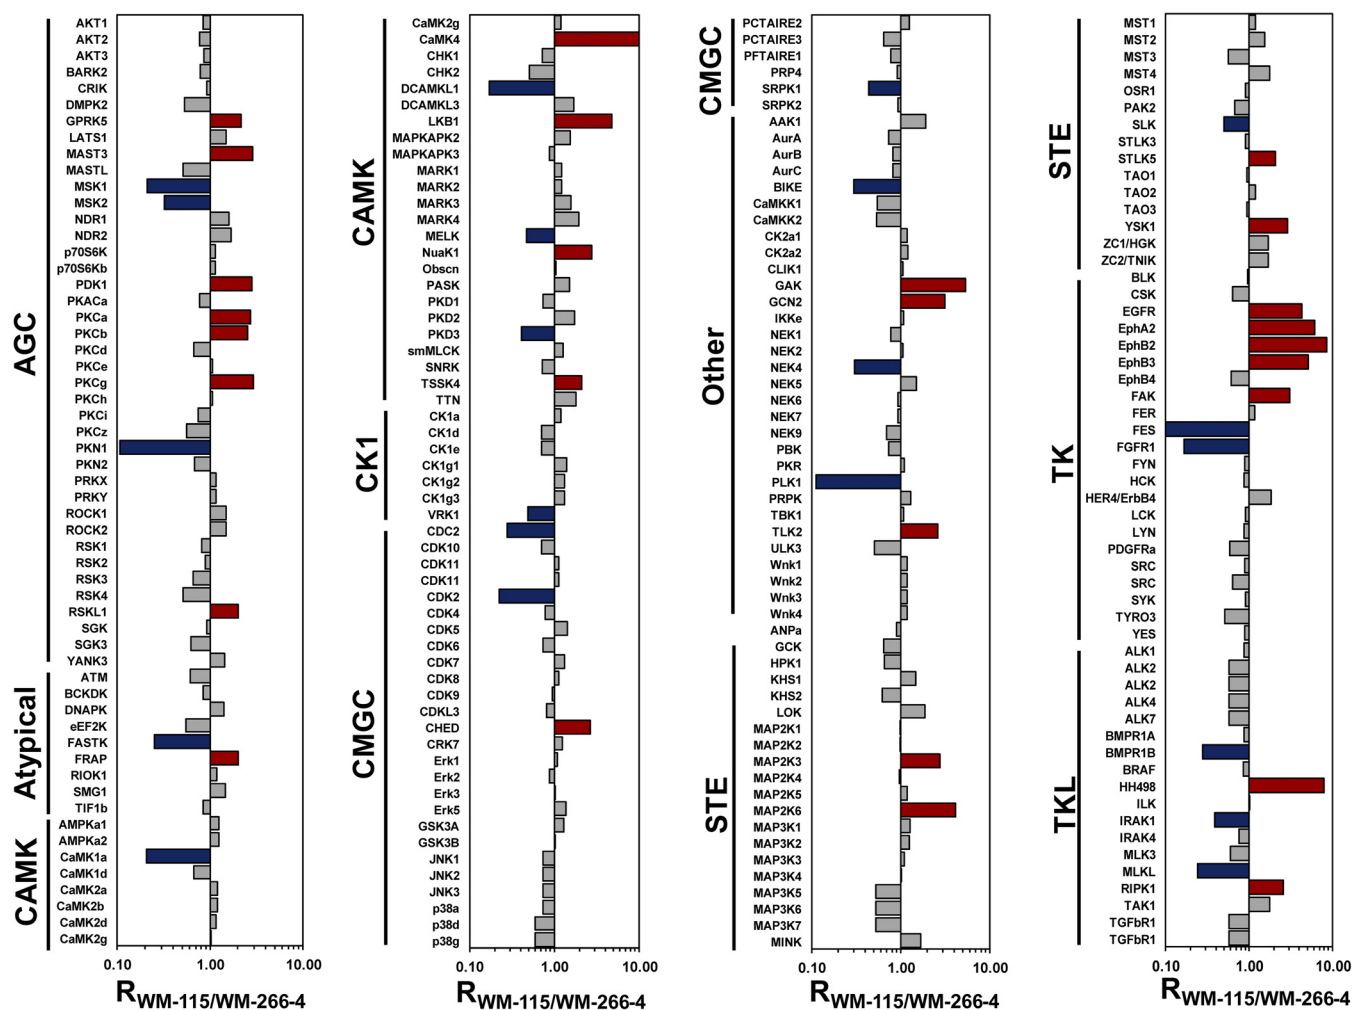 AGC
AKT1
AKT2
AKT3
BARK2
CRIK
DMPK2
GPRK5
LATS1
MAST3
MASTL
MSK1
MSK2
NDR1
NDR2
p70S6K
p70S6Kb
PDK1
PKACa
PKCa
PKCb
PKCd
PKCe
PKCg
PKCh
PKCi
PKCz
PKN1
PKN2
PRKX
PRKY
ROCK1
ROCK2
RSK1
RSK2
RSK3
RSK4
RSKL1
SGK
SGK3
YANK3
Atypical
ATM
BCKDK
DNAPK
eEF2K
FASTK
FRAP
RIOK1
SMG1
TIF1b
CAMK
AMPKa1
AMPKa2
CaMK1a
CaMK1d
CaMK2a
CaMK2b
CaMK2d
CaMK2g
0.10 1.00 10.00
RWM-115/WM-266-4
CAMK
CaMK2g
CaMK4
CHK1
CHK2
DCAMKL1
DCAMKL3
LKB1
MAPKAPK2
MAPKAPK3
MARK1
MARK2
MARK3
MARK4
MELK
NuaK1
Obscn
PASK
PKD1
PKD2
PKD3
smMLCK
SNRK
TSSK4
TTN
CK1
CK1a
CK1d
CK1e
CK1g1
CK1g2
CK1g3
VRK1
CMGC
CDC2
CDK10
CDK11
CDK11
CDK2
CDK4
CDK5
CDK6
CDK7
CDK8
CDK9
CDKL3
CHED
CRK7
Erk1
Erk2
Erk3
Erk5
GSK3A
GSK3B
JNK1
JNK2
JNK3
p38a
p38d
p38g
0.10 1.00 10.00
RWM-115/WM-266-4
CMGC
PCTAIRE2
PCTAIRE3
PFTAIRE1
PRP4
SRPK1
SRPK2
Other
AAK1
AurA
AurB
AurC
BIKE
CaMKK1
CaMKK2
CK2a1
CK2a2
CLIK1
GAK
GCN2
IKKe
NEK1
NEK2
NEK4
NEK5
NEK6
NEK7
NEK9
PBK
PKR
PLK1
PRPK
TBK1
TLK2
ULK3
Wnk1
Wnk2
Wnk3
Wnk4
ANPa
STE
GCK
HPK1
KHS1
KHS2
LOK
MAP2K1
MAP2K2
MAP2K3
MAP2K4
MAP2K5
MAP2K6
MAP3K1
MAP3K2
MAP3K3
MAP3K4
MAP3K5
MAP3K6
MAP3K7
MINK
0.10 1.00 10.00
RWM-115/WM-266-4
STE
MST1
MST2
MST3
MST4
OSR1
PAK2
SLK
STLK3
STLK5
TAO1
TAO2
TAO3
YSK1
ZC1/HGK
ZC2/TNIK
TK
BLK
CSK
EGFR
EphA2
EphB2
EphB3
EphB4
FAK
FER
FES
FGFR1
FYN
HCK
HER4/ErbB4
LCK
LYN
PDGFRa
SRC
SRC
SYK
TYRO3
YES
TKL
ALK1
ALK2
ALK2
ALK4
ALK7
BMPR1A
BMPR1B
BRAF
HH498
ILK
IRAK1
IRAK4
MLK3
MLKL
RIPK1
TAK1
TGFbR1
TGFbR1
0.10 1.00 10.00
RWM-115/WM-266-4